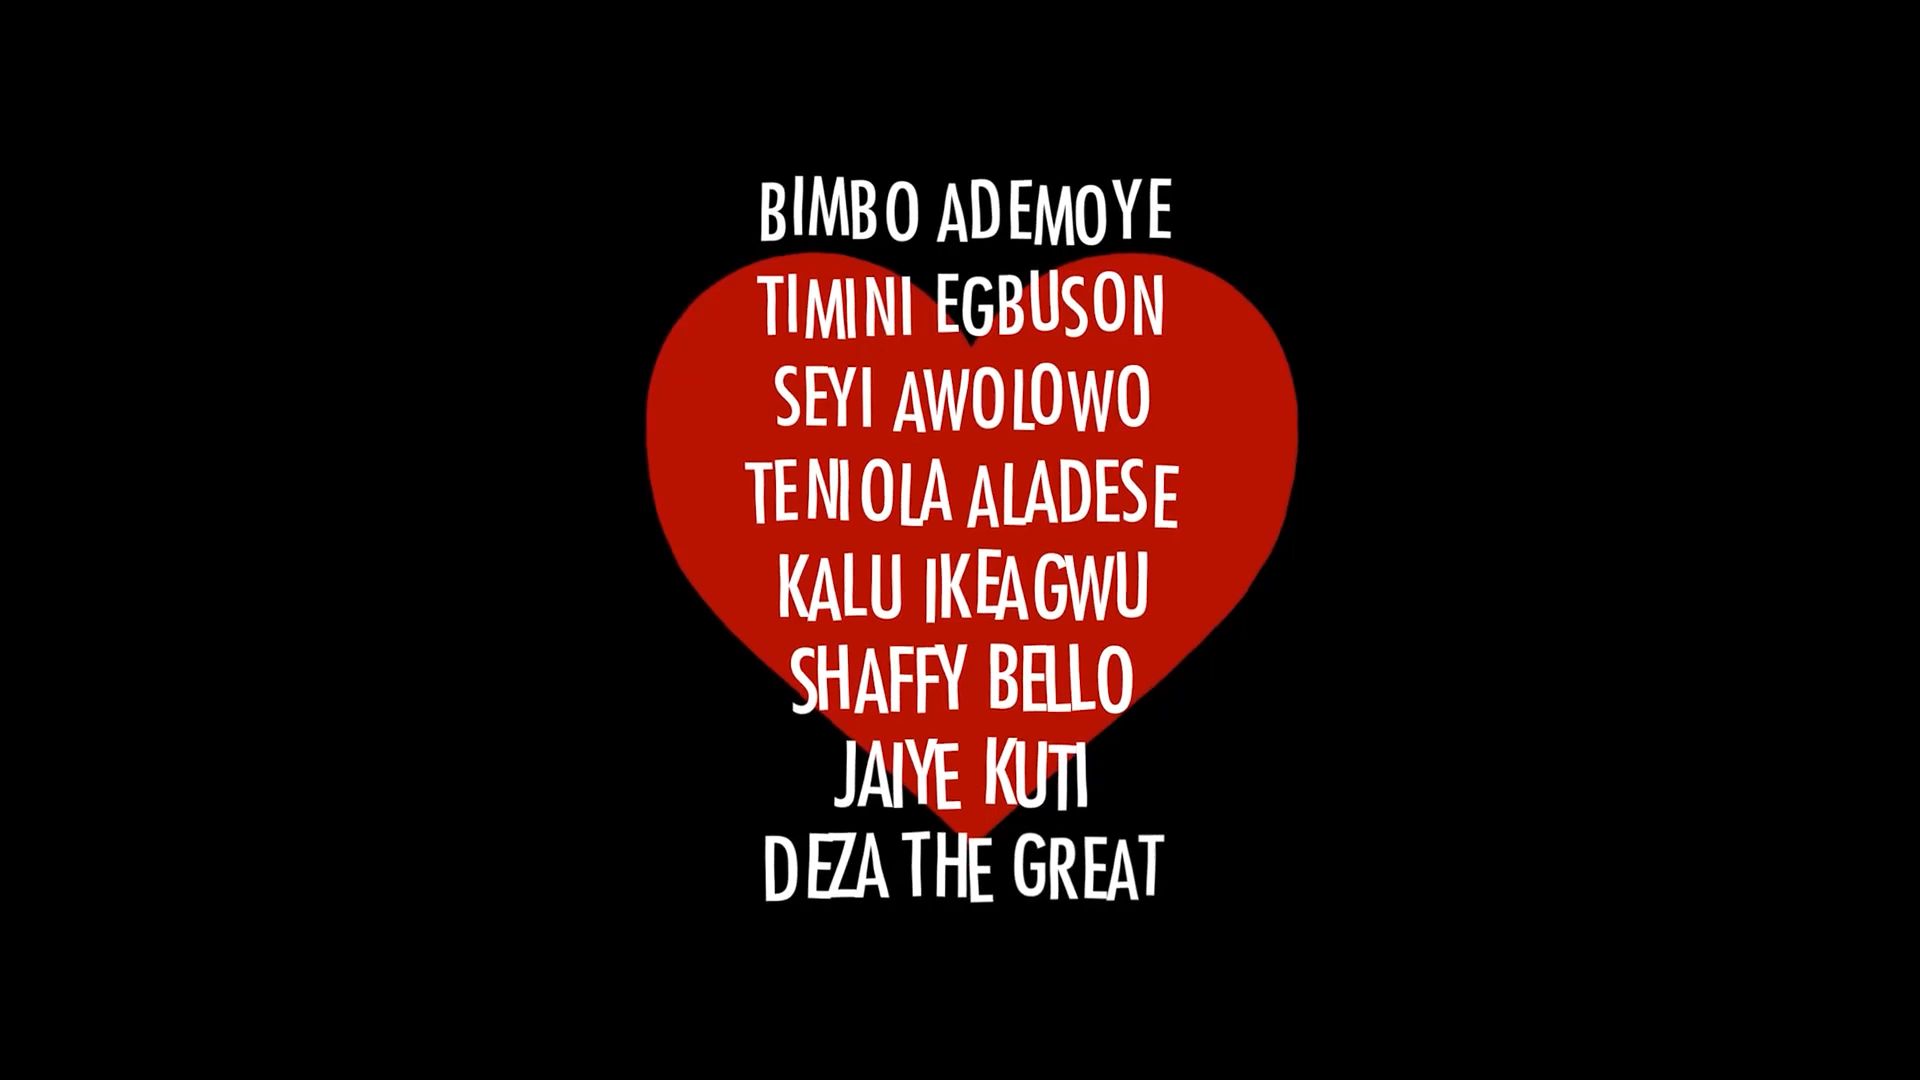 BIMBO ADEMOYE
TIMINI EGBUSON
SEYI AWOLOWO
TENIOLA ALADESE
KALU IKEAGWU
SHAFFY BELLO
JAIYE KUTI
DEZA THE GREAT